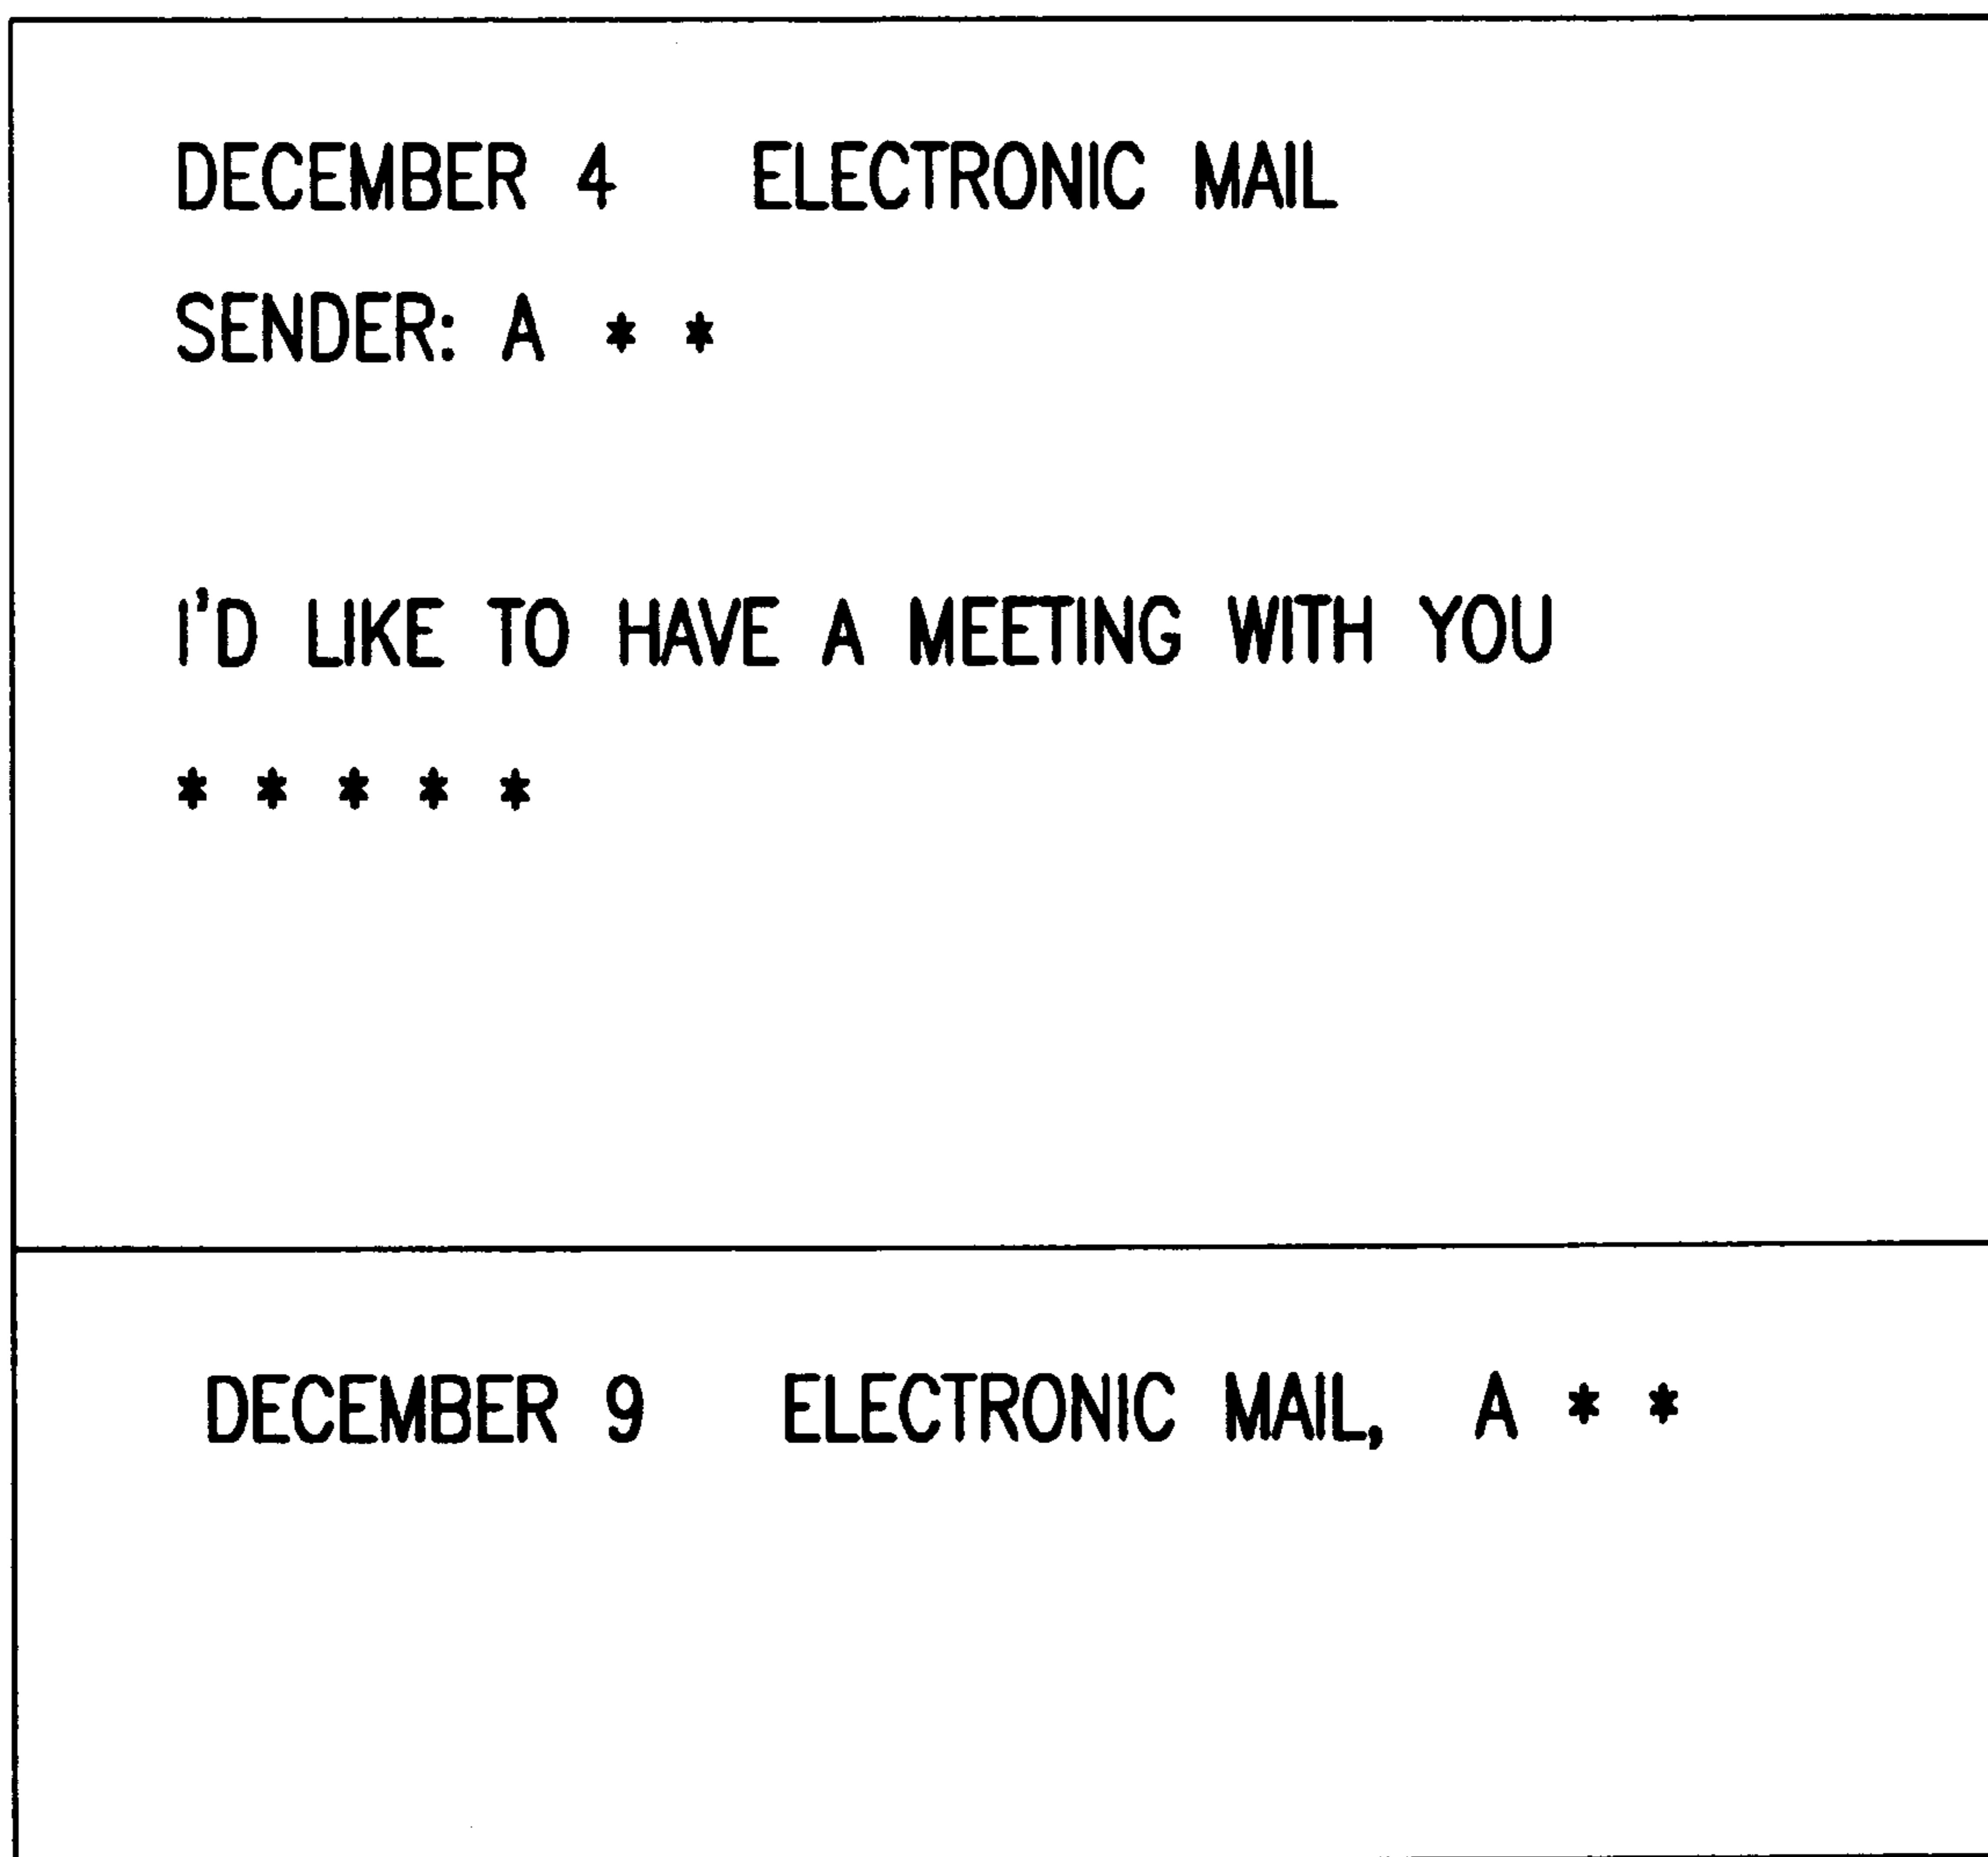 DECEMBER 4 ELECTRONIC MAIL
SENDER: A * *
I'D LIKE TO HAVE A MEETING WITH YOU
* * * * *
DECEMBER 9 ELECTRONIC MAIL, A * *